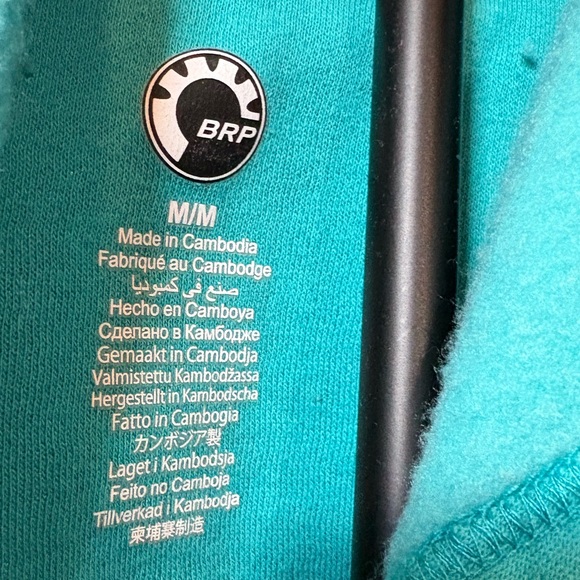 BRP
M/M
Made in Cambodia
Fabriqué au Cambodge
صنع في كمبوديا
Hecho en Camboya
Сделано в Камбодже
Gemaakt in Cambodja
Valmistettu Kambodžassa
Hergestellt in Kambodscha
Fatto in Cambogia
カンボジア製
Laget i Kambodsja
Feito no Camboja
Tillverkad i Kambodja
柬埔寨制造